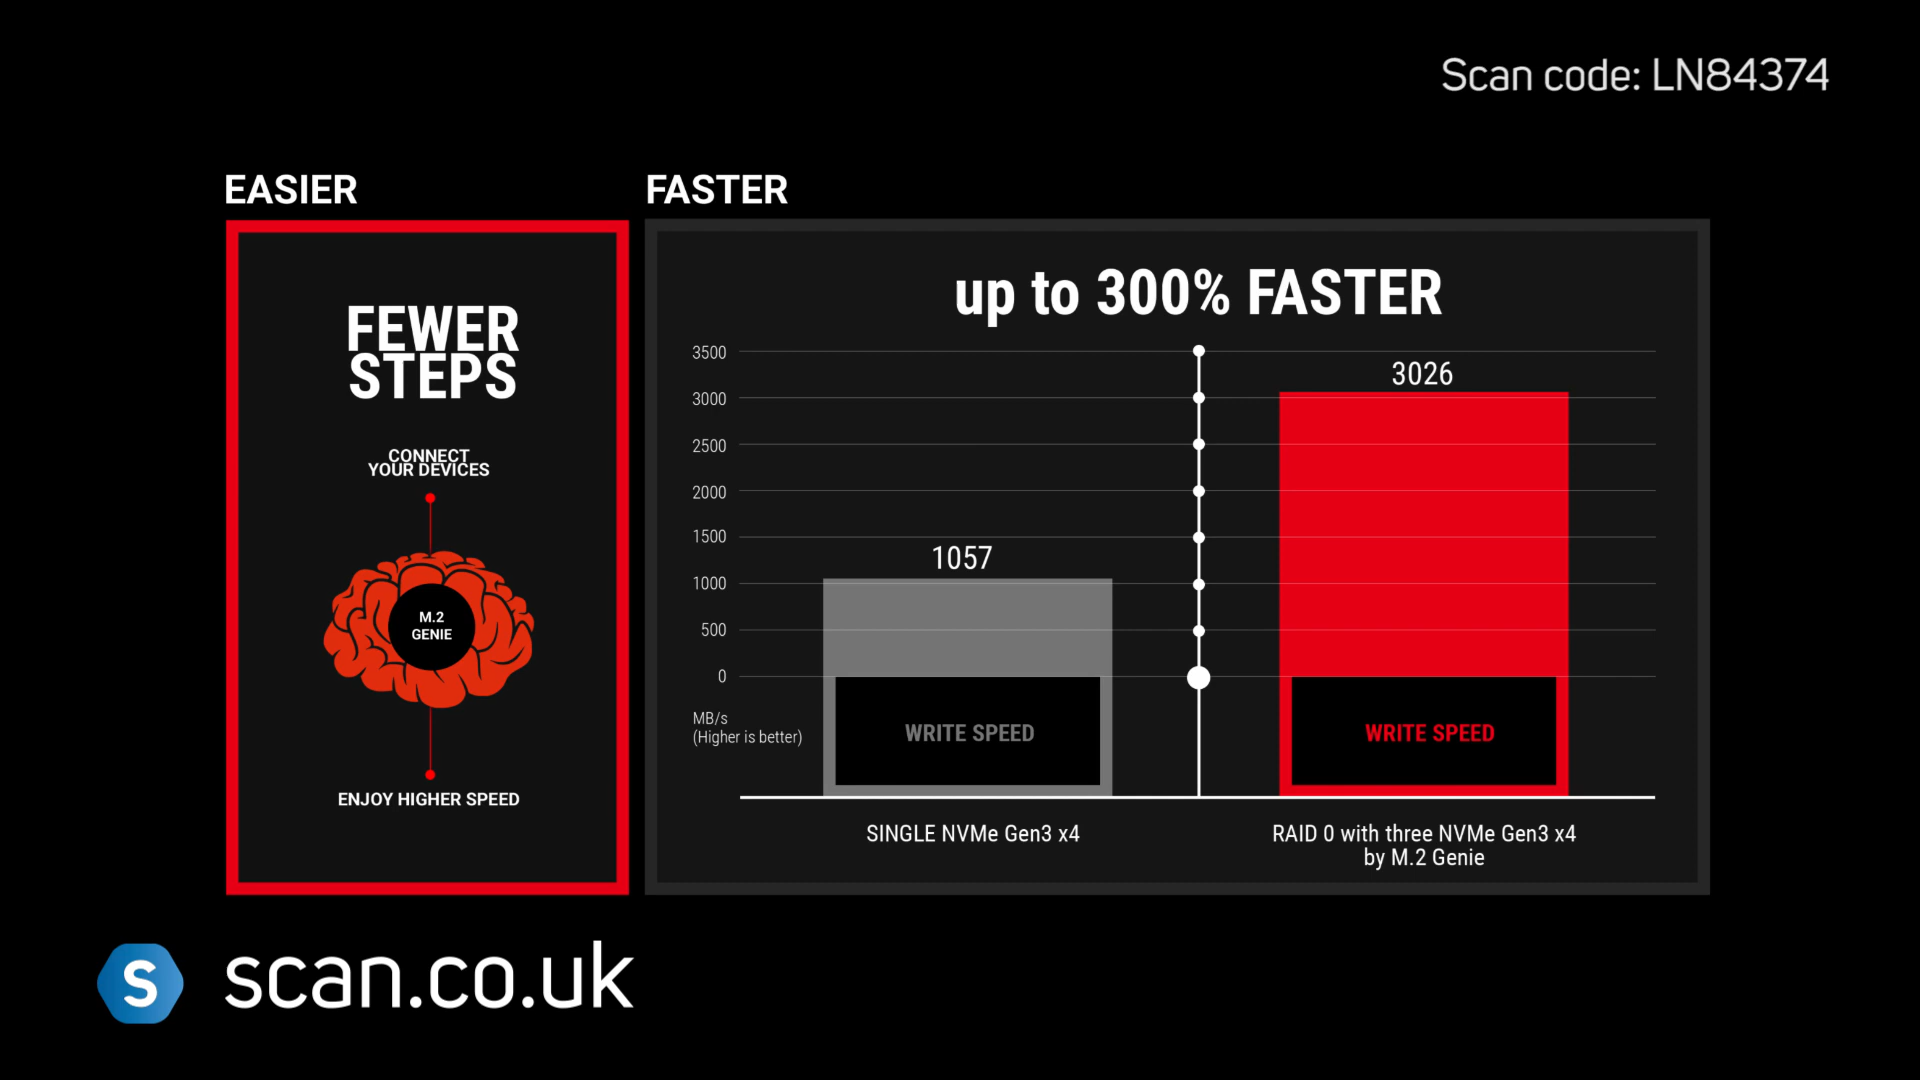 Scan code: LN84374
EASIER
FEWER
STEPS
CONNECT
YOUR DEVICES
M.2
GENIE
ENJOY HIGHER SPEED
FASTER
up to 300% FASTER
3500
3000
2500
2000
1500
1000
500
0
MB/s
(Higher is better)
1057
WRITE SPEED
SINGLE NVMe Gen3 x4
3026
WRITE SPEED
RAID 0 with three NVMe Gen3 x4
by M.2 Genie
S
scan.co.uk